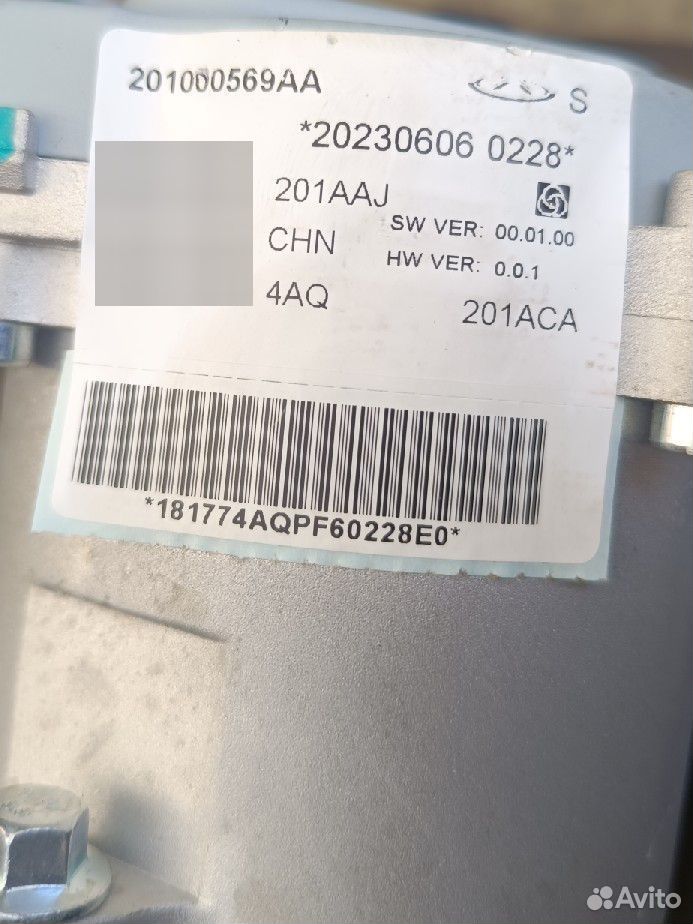 201000569AA
S
*20230606 0228*
201AAJ
SW VER: 00.01.00
CHN
HW VER: 0.0.1
4AQ
201ACA
*181774AQPF60228E0*
Avito